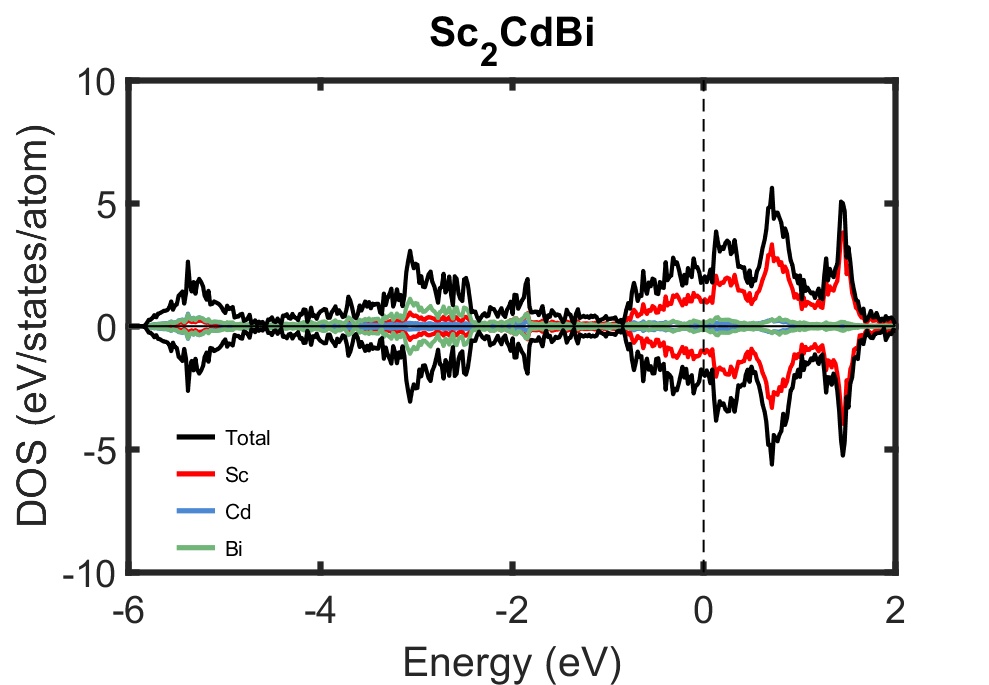 Sc2CdBi
DOS (eV/states/atom)
10
5
0
-5
-10
Total
Sc
Cd
Bi
-6 -4 -2 0 2
Energy (eV)